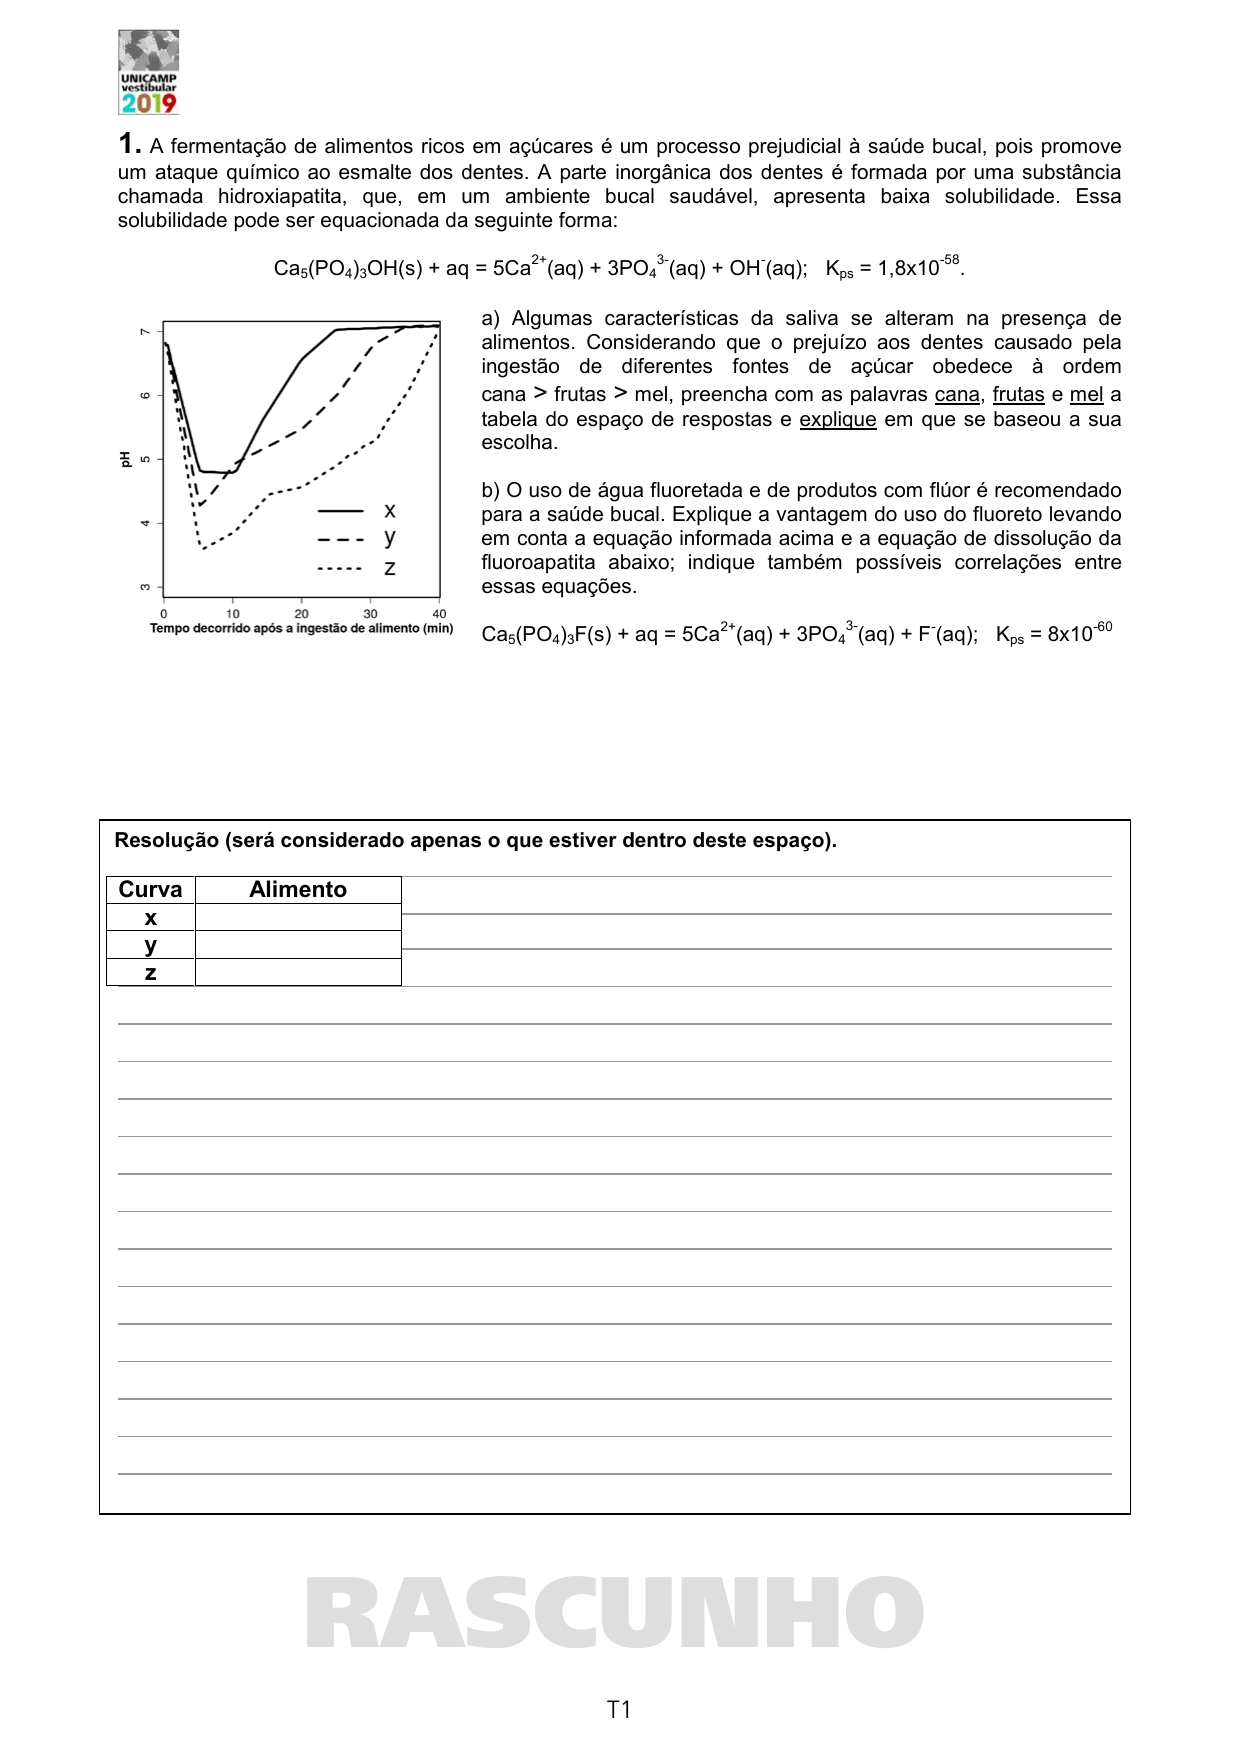 UNICAMP
vestibular
2019
1. A fermentação de alimentos ricos em açúcares é um processo prejudicial à saúde bucal, pois promove
um ataque químico ao esmalte dos dentes. A parte inorgânica dos dentes é formada por uma substância
chamada hidroxiapatita, que, em um ambiente bucal saudável, apresenta baixa solubilidade. Essa
solubilidade pode ser equacionada da seguinte forma:
Ca5(PO4)3OH(s) + aq = 5Ca2+(aq) + 3PO43-(aq) + OH-(aq); Kps = 1,8x10-58.
a) Algumas características da saliva se alteram na presença de
alimentos. Considerando que o prejuízo aos dentes causado pela
ingestão de diferentes fontes de açúcar obedece à ordem
cana > frutas > mel, preencha com as palavras cana, frutas e mel a
tabela do espaço de respostas e explique em que se baseou a sua
escolha.
b) O uso de água fluoretada e de produtos com flúor é recomendado
para a saúde bucal. Explique a vantagem do uso do fluoreto levando
em conta a equação informada acima e a equação de dissolução da
fluoroapatita abaixo; indique também possíveis correlações entre
essas equações.
Ca5(PO4)3F(s) + aq = 5Ca2+(aq) + 3PO43-(aq) + F-(aq); Kps = 8x10-60
pH
7
6
5
4
3
x
y
z
0 10 20 30 40
Tempo decorrido após a ingestão de alimento (min)
Resolução (será considerado apenas o que estiver dentro deste espaço).
Curva Alimento
x
y
z
RASCUNHO
T1